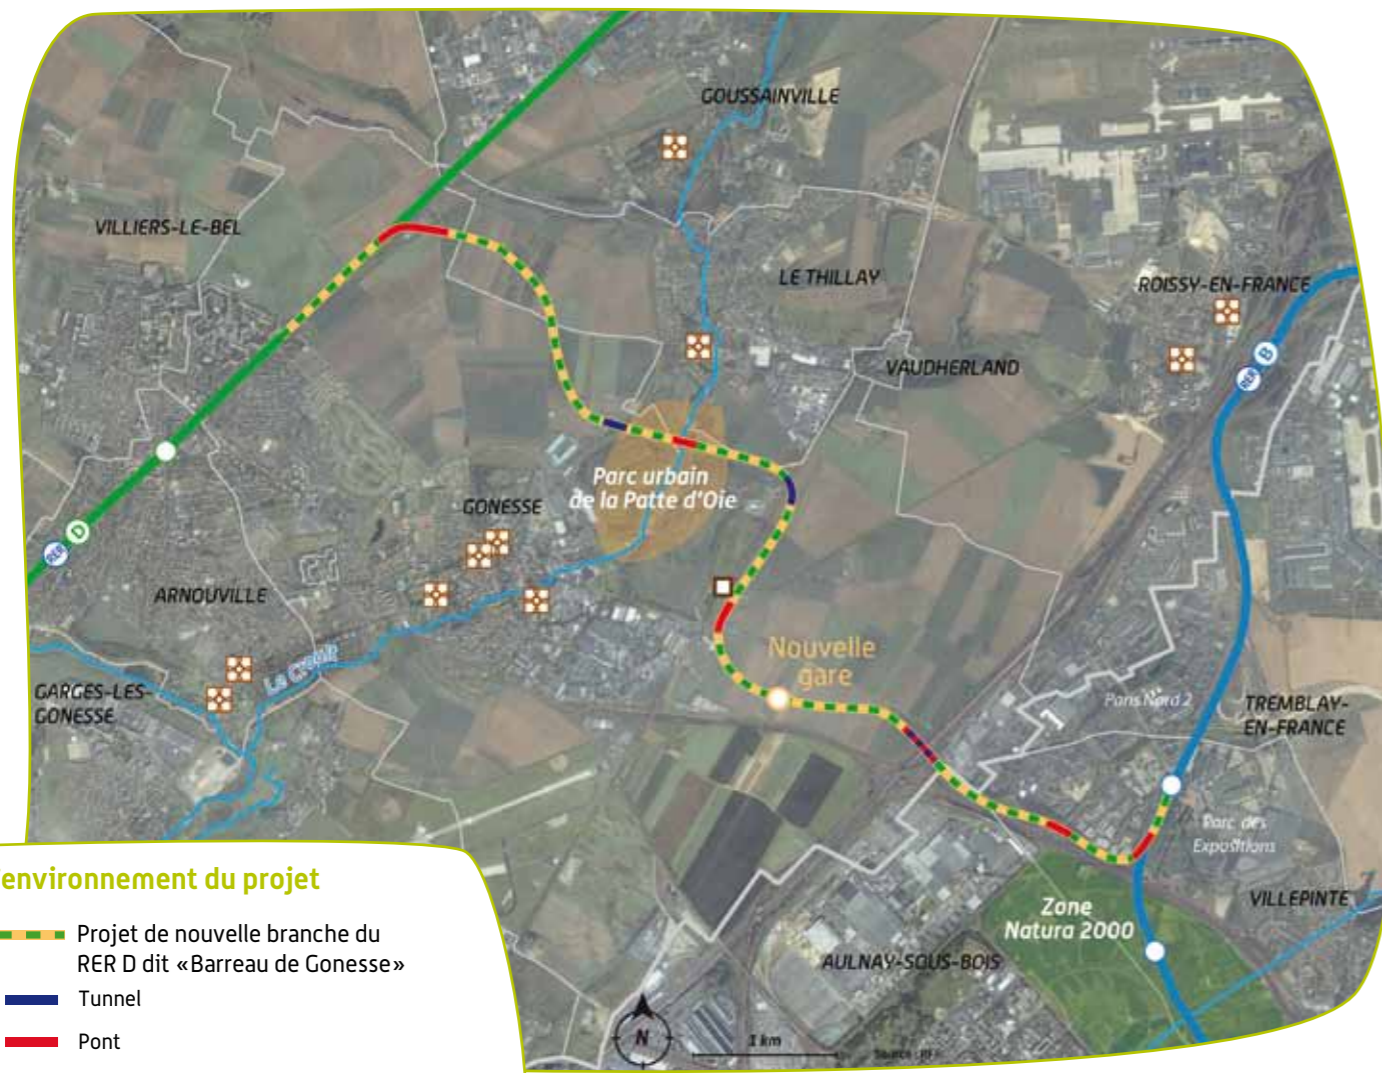 GOUSSAINVILLE
VILLIERS-LE-BEL
LE THILLAY
ROISSY-EN-FRANCE
VAUDHERLAND
RER B
Parc urbain
de la Patte d'Oie
GONESSE
RER D
ARNOUVILLE
Le Crould
Nouvelle
gare
GARGES-LES-
GONESSE
Paris Nord 2
TREMBLAY-
EN-FRANCE
Parc des
Expositions
VILLEPINTE
Zone
Natura 2000
AULNAY-SOUS-BOIS
N
1 km
environnement du projet
Projet de nouvelle branche du
RER D dit «Barreau de Gonesse»
Tunnel
Pont